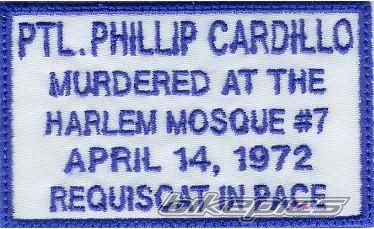 PTL. PHILLIP CARDILLO
MURDERED AT THE
HARLEM MOSQUE #7
APRIL 14, 1972
REQUISCAT IN PACE
bikepics